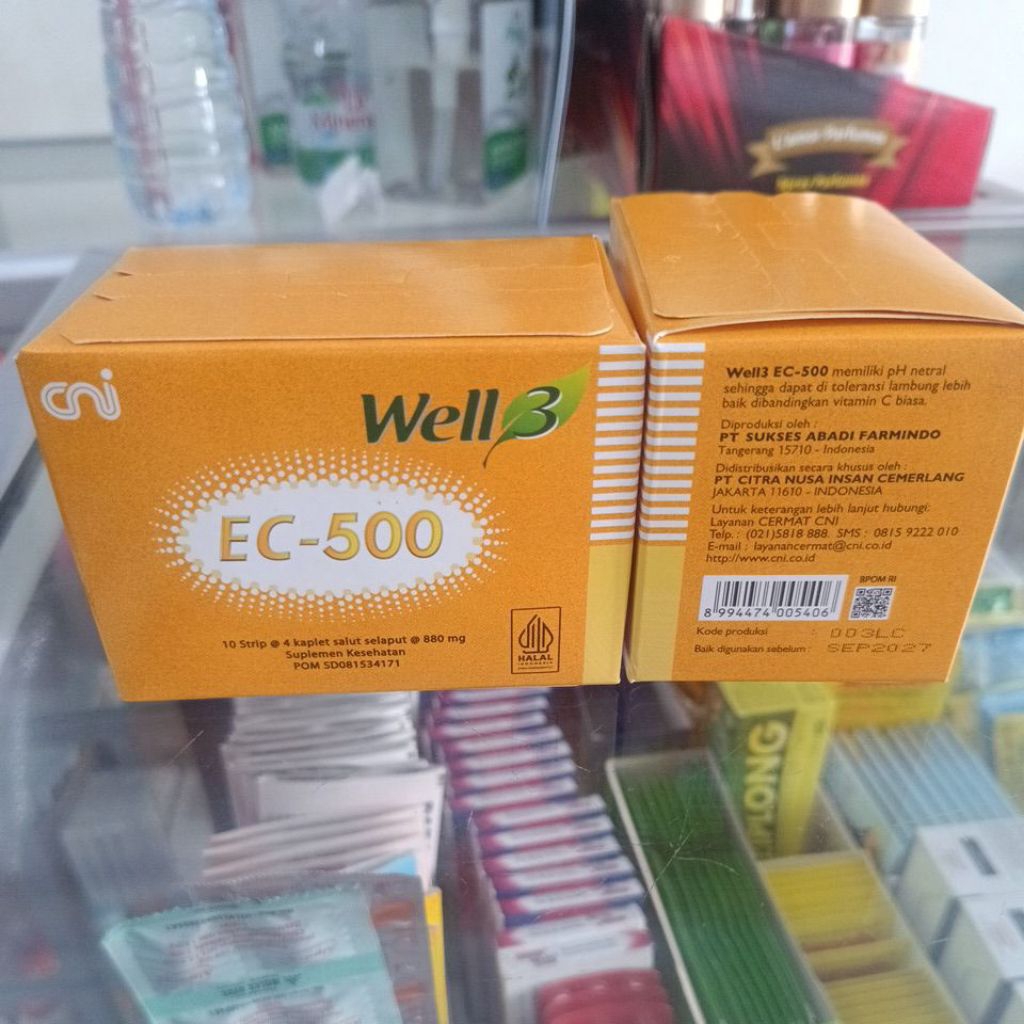 cni
Well3
EC-500
10 Strip @ 4 kaplet salut selaput @ 880 mg
Suplemen Kesehatan
POM SD081534171
HALAL
INDONESIA
Well3 EC-500 memiliki pH netral
sehingga dapat di toleransi lambung lebih
baik dibandingkan vitamin C biasa.
Diproduksi oleh :
PT SUKSES ABADI FARMINDO
Tangerang 15710 - Indonesia
Didistribusikan secara khusus oleh :
PT CITRA NUSA INSAN CEMERLANG
JAKARTA 11610 - INDONESIA
Untuk keterangan lebih lanjut hubungi:
Layanan CERMAT CNI
Telp. : (021)5818 888. SMS : 0815 9222 010
E-mail : layanancermat@cni.co.id
http://www.cni.co.id
BPOM RI
8 994474 005406
Kode produksi : 003LC
Baik digunakan sebelum : SEP2027